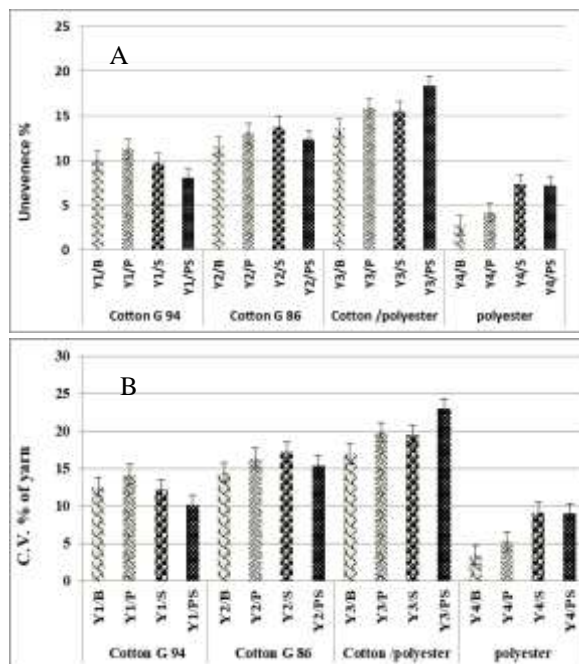 A
25
20
15
10
5
0
Unevenece %
Y1/B Y1/P Y1/S Y1/PS Y2/B Y2/P Y2/S Y2/PS Y3/B Y3/P Y3/S Y3/PS Y4/B Y4/P Y4/S Y4/PS
Cotton G 94 Cotton G 86 Cotton /polyester polyester
B
30
25
20
15
10
5
0
C.V. % of yarn
Y1/B Y1/P Y1/S Y1/PS Y2/B Y2/P Y2/S Y2/PS Y3/B Y3/P Y3/S Y3/PS Y4/B Y4/P Y4/S Y4/PS
Cotton G 94 Cotton G 86 Cotton /polyester polyester